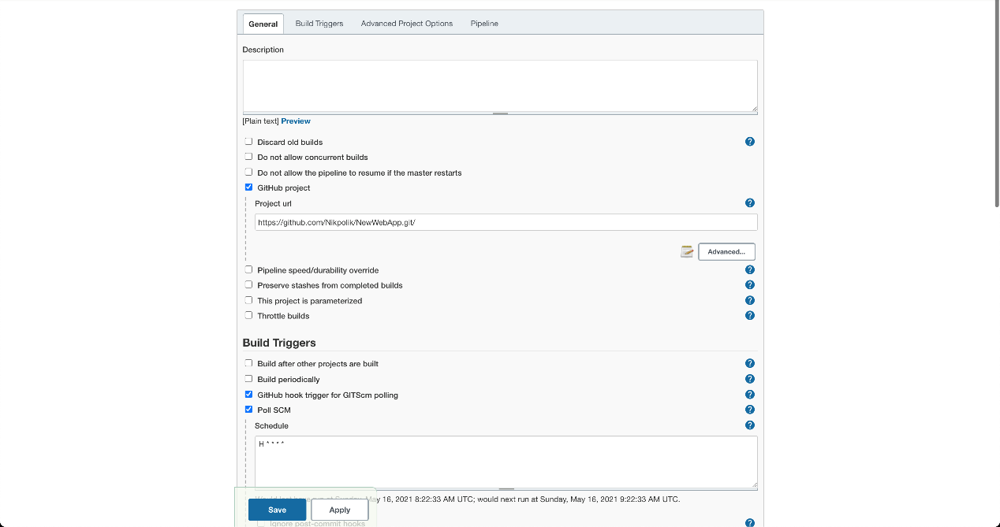 General Build Triggers Advanced Project Options Pipeline
Description
[Plain text] Preview
Discard old builds ?
Do not allow concurrent builds
Do not allow the pipeline to resume if the master restarts
GitHub project
Project url ?
https://github.com/Nikpolik/NewWebApp.git/
Advanced...
Pipeline speed/durability override ?
Preserve stashes from completed builds ?
This project is parameterized ?
Throttle builds ?
Build Triggers
Build after other projects are built ?
Build periodically ?
GitHub hook trigger for GITScm polling ?
Poll SCM ?
Schedule ?
H * * * *
Would last have run at Sunday, May 16, 2021 8:22:33 AM UTC; would next run at Sunday, May 16, 2021 9:22:33 AM UTC.
Save Apply
Ignore post-commit hooks ?